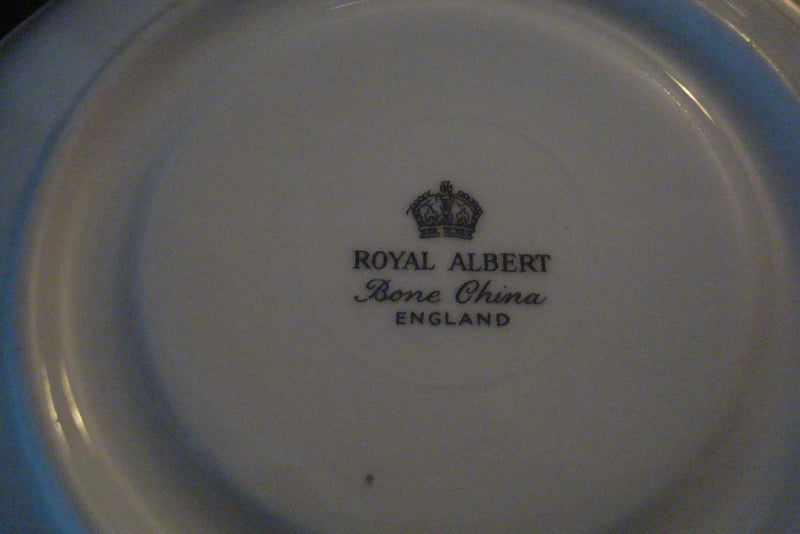 ROYAL ALBERT
Bone China
ENGLAND